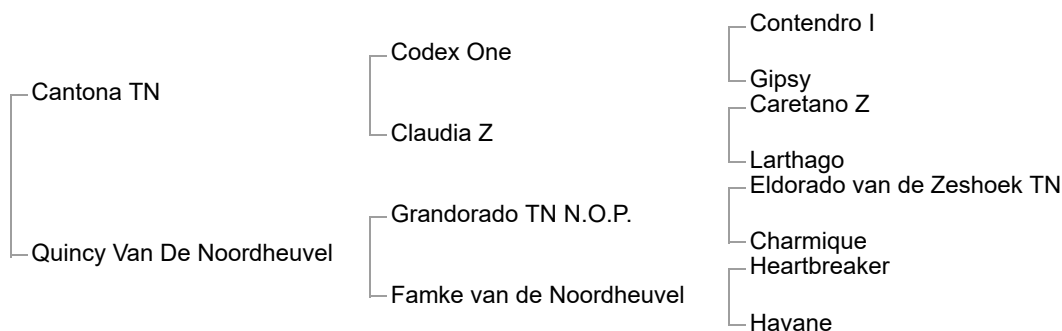 Contendro I
Codex One
Gipsy
Cantona TN
Caretano Z
Claudia Z
Larthago
Eldorado van de Zeshoek TN
Grandorado TN N.O.P.
Charmique
Quincy Van De Noordheuvel
Heartbreaker
Famke van de Noordheuvel
Havane